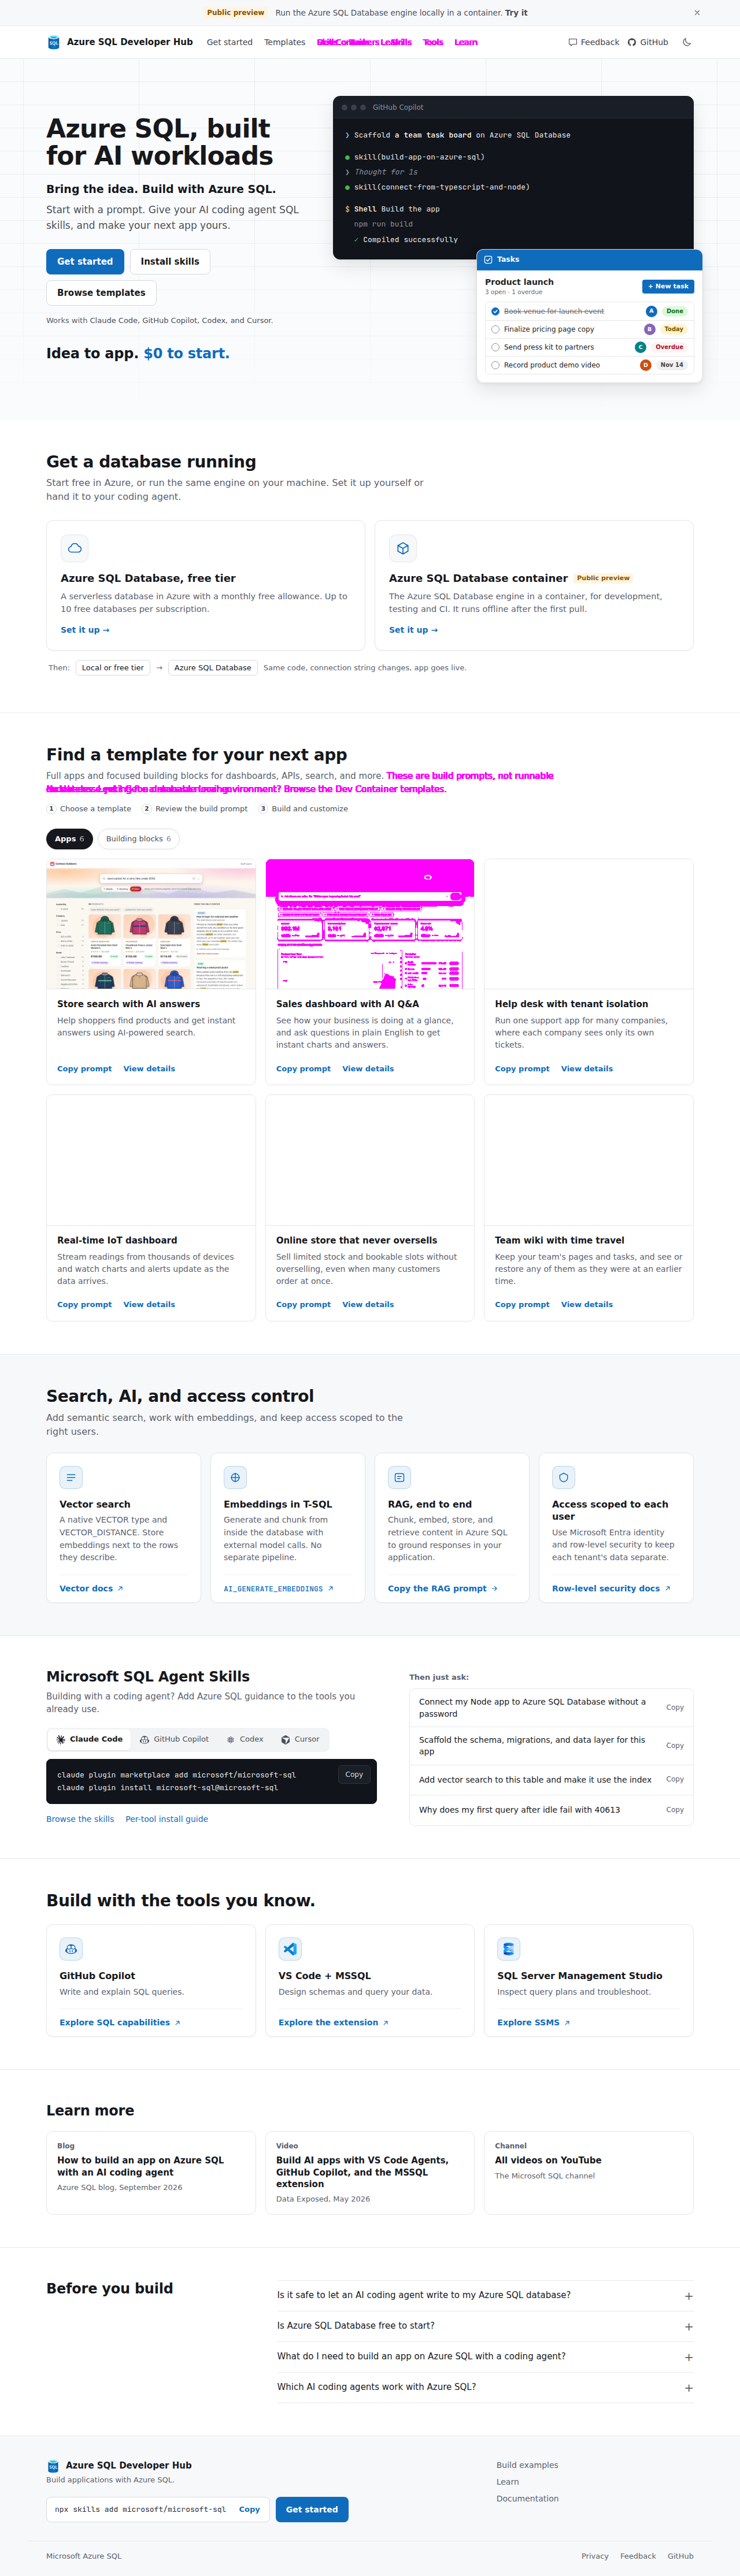 Public preview Run the Azure SQL Database engine locally in a container. Try it
Azure SQL Developer Hub Get started Templates Tools Learn Feedback GitHub
Azure SQL, built
for AI workloads
Bring the idea. Build with Azure SQL.
Start with a prompt. Give your AI coding agent SQL
skills, and make your next app yours.
Get started Install skills
Browse templates
Works with Claude Code, GitHub Copilot, Codex, and Cursor.
Idea to app. $0 to start.
GitHub Copilot
❯ Scaffold a team task board on Azure SQL Database
● skill(build-app-on-azure-sql)
❯ Thought for 1s
● skill(connect-from-typescript-and-node)
$ Shell Build the app
npm run build
✓ Compiled successfully
Tasks
Product launch
3 open · 1 overdue
+ New task
Book venue for launch event A Done
Finalize pricing page copy B Today
Send press kit to partners C Overdue
Record product demo video D Nov 14
Get a database running
Start free in Azure, or run the same engine on your machine. Set it up yourself or
hand it to your coding agent.
Azure SQL Database, free tier
A serverless database in Azure with a monthly free allowance. Up to
10 free databases per subscription.
Set it up →
Azure SQL Database container Public preview
The Azure SQL Database engine in a container, for development,
testing and CI. It runs offline after the first pull.
Set it up →
Then: Local or free tier → Azure SQL Database Same code, connection string changes, app goes live.
Find a template for your next app
Full apps and focused building blocks for dashboards, APIs, search, and more. These are build prompts, not runnable
environment? Browse the Dev Container templates.
1 Choose a template 2 Review the build prompt 3 Build and customize
Apps 6 Building blocks 6
Store search with AI answers
Help shoppers find products and get instant
answers using AI-powered search.
Copy prompt View details
Sales dashboard with AI Q&A
See how your business is doing at a glance,
and ask questions in plain English to get
instant charts and answers.
Copy prompt View details
Help desk with tenant isolation
Run one support app for many companies,
where each company sees only its own
tickets.
Copy prompt View details
Real-time IoT dashboard
Stream readings from thousands of devices
and watch charts and alerts update as the
data arrives.
Copy prompt View details
Online store that never oversells
Sell limited stock and bookable slots without
overselling, even when many customers
order at once.
Copy prompt View details
Team wiki with time travel
Keep your team's pages and tasks, and see or
restore any of them as they were at an earlier
time.
Copy prompt View details
Search, AI, and access control
Add semantic search, work with embeddings, and keep access scoped to the
right users.
Vector search
A native VECTOR type and
VECTOR_DISTANCE. Store
embeddings next to the rows
they describe.
Vector docs ↗
Embeddings in T-SQL
Generate and chunk from
inside the database with
external model calls. No
separate pipeline.
AI_GENERATE_EMBEDDINGS ↗
RAG, end to end
Chunk, embed, store, and
retrieve content in Azure SQL
to ground responses in your
application.
Copy the RAG prompt →
Access scoped to each
user
Use Microsoft Entra identity
and row-level security to keep
each tenant's data separate.
Row-level security docs ↗
Microsoft SQL Agent Skills
Building with a coding agent? Add Azure SQL guidance to the tools you
already use.
Claude Code GitHub Copilot Codex Cursor
claude plugin marketplace add microsoft/microsoft-sql
claude plugin install microsoft-sql@microsoft-sql
Copy
Browse the skills Per-tool install guide
Then just ask:
Connect my Node app to Azure SQL Database without a
password
Copy
Scaffold the schema, migrations, and data layer for this
app
Copy
Add vector search to this table and make it use the index Copy
Why does my first query after idle fail with 40613 Copy
Build with the tools you know.
GitHub Copilot
Write and explain SQL queries.
Explore SQL capabilities ↗
VS Code + MSSQL
Design schemas and query your data.
Explore the extension ↗
SQL Server Management Studio
Inspect query plans and troubleshoot.
Explore SSMS ↗
Learn more
Blog
How to build an app on Azure SQL
with an AI coding agent
Azure SQL blog, September 2026
Video
Build AI apps with VS Code Agents,
GitHub Copilot, and the MSSQL
extension
Data Exposed, May 2026
Channel
All videos on YouTube
The Microsoft SQL channel
Before you build
Is it safe to let an AI coding agent write to my Azure SQL database?
Is Azure SQL Database free to start?
What do I need to build an app on Azure SQL with a coding agent?
Which AI coding agents work with Azure SQL?
Azure SQL Developer Hub
Build applications with Azure SQL.
npx skills add microsoft/microsoft-sql Copy Get started
Build examples
Learn
Documentation
Microsoft Azure SQL
Privacy Feedback GitHub